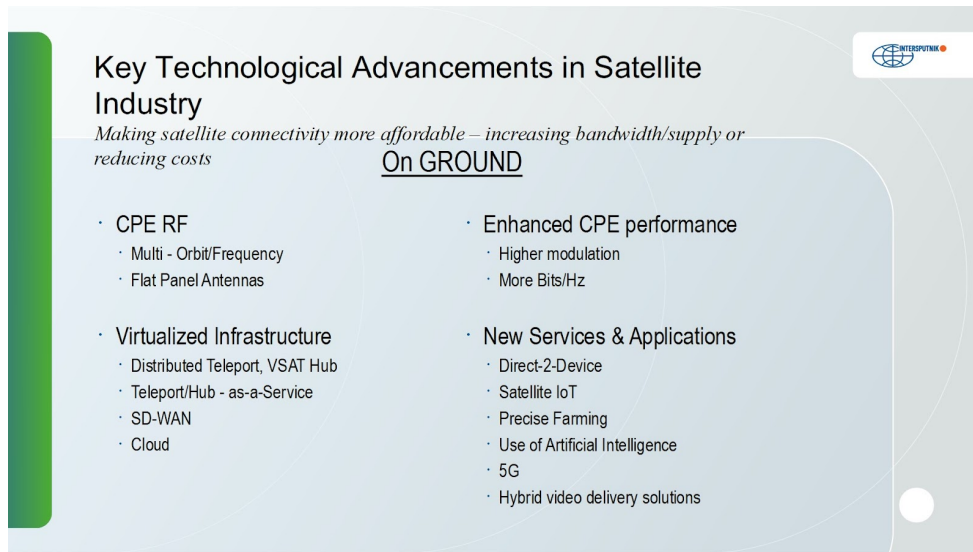 Key Technological Advancements in Satellite
Industry
Making satellite connectivity more affordable – increasing bandwidth/supply or
reducing costs
On GROUND
INTERSPUTNIK
· CPE RF
· Multi - Orbit/Frequency
· Flat Panel Antennas
· Virtualized Infrastructure
· Distributed Teleport, VSAT Hub
· Teleport/Hub - as-a-Service
· SD-WAN
· Cloud
· Enhanced CPE performance
· Higher modulation
· More Bits/Hz
· New Services & Applications
· Direct-2-Device
· Satellite IoT
· Precise Farming
· Use of Artificial Intelligence
· 5G
· Hybrid video delivery solutions